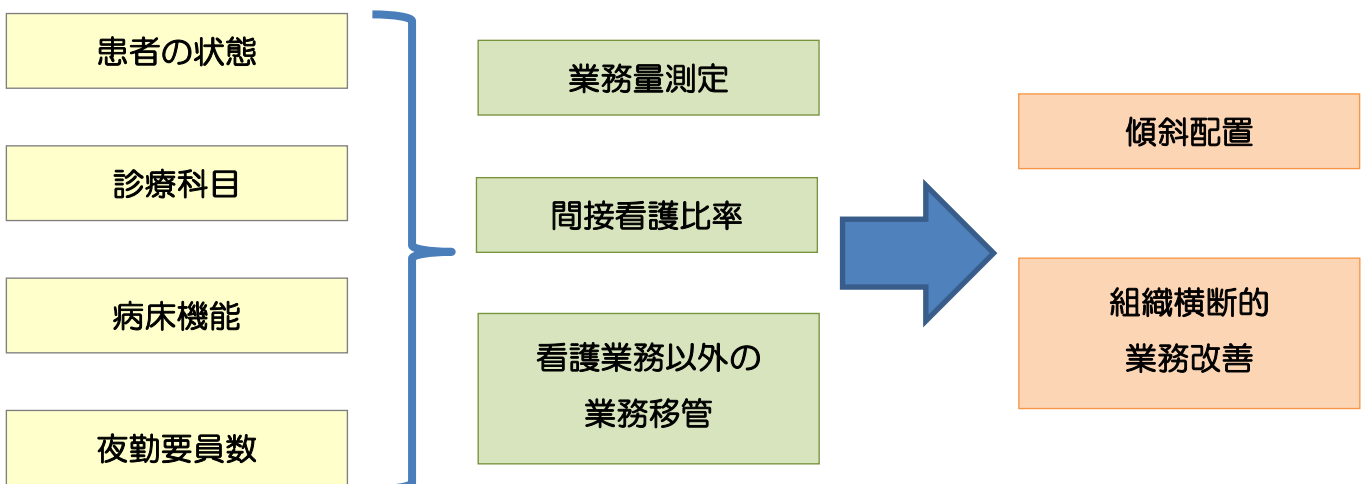 患者の状態
診療科目
病床機能
夜勤要員数
業務量測定
間接看護比率
看護業務以外の
業務移管
傾斜配置
組織横断的
業務改善